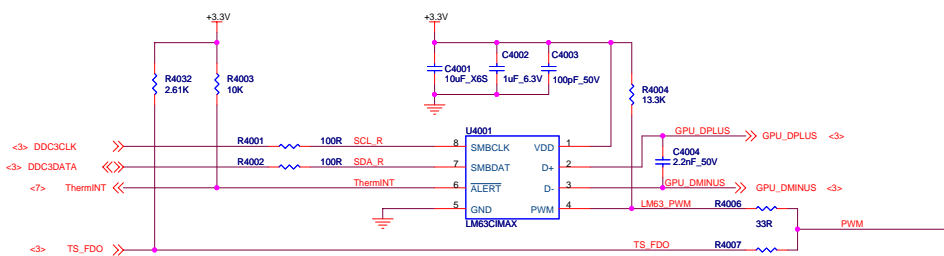 +3.3V
+3.3V
R4032
2.61K
R4003
10K
C4001
10uF_X6S
C4002
1uF_6.3V
C4003
100pF_50V
R4004
13.3K
U4001
<3> DDC3CLK
R4001
100R
SCL_R
8
SMBCLK
VDD
1
GPU_DPLUS
GPU_DPLUS <3>
<3> DDC3DATA
R4002
100R
SDA_R
7
SMBDAT
D+
2
C4004
2.2nF_50V
<7> ThermINT
ThermINT
6
ALERT
D-
3
GPU_DMINUS
GPU_DMINUS <3>
5
GND
PWM
4
LM63_PWM
R4006
33R
LM63CIMAX
PWM
<3> TS_FDO
TS_FDO
R4007